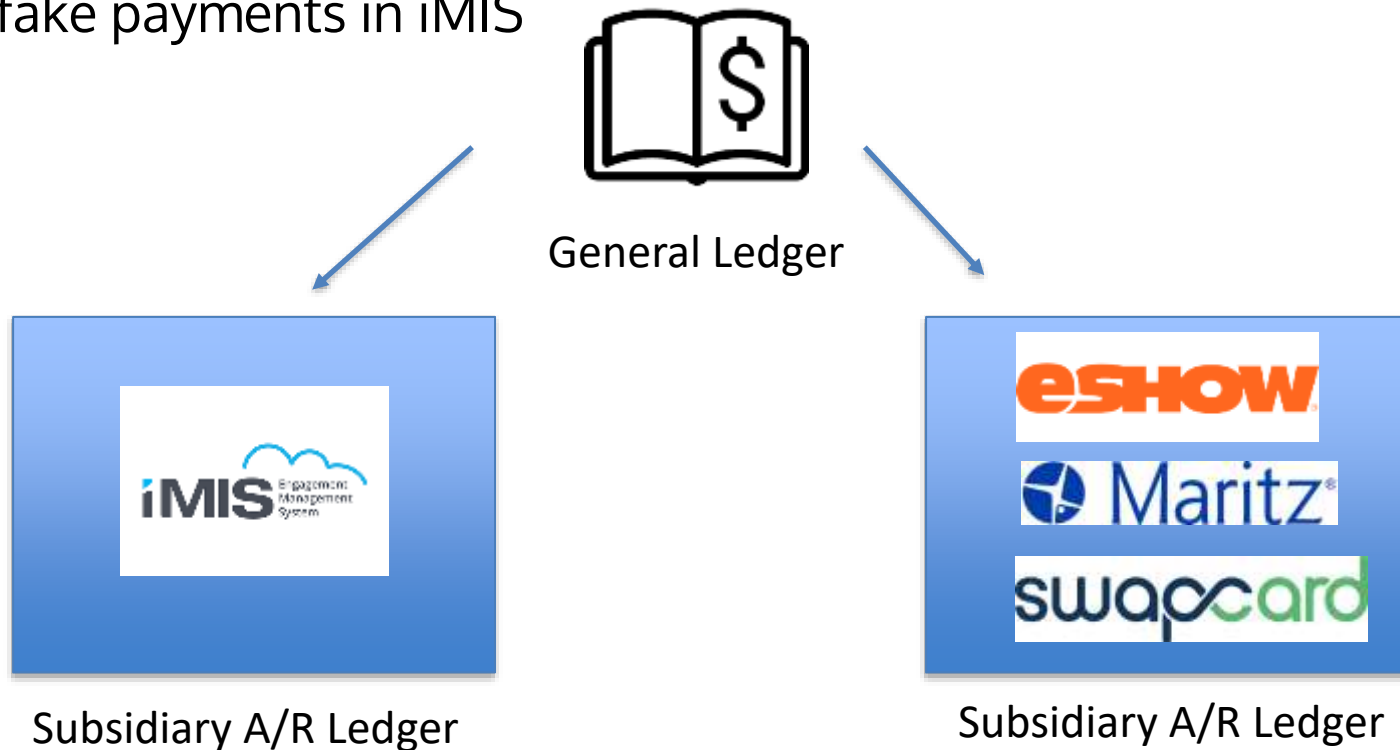 fake payments in iMIS
$
General Ledger
iMIS Engagement
Management
System
eSHOW
Maritz®
swapcard
Subsidiary A/R Ledger
Subsidiary A/R Ledger